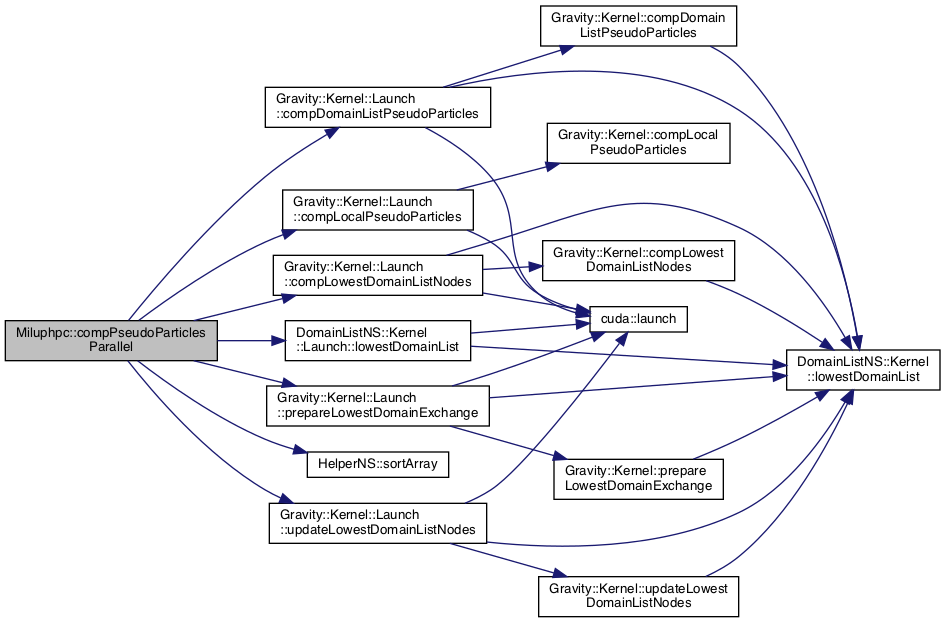 Miluphpc::compPseudoParticles
Parallel
Gravity::Kernel::Launch
::compDomainListPseudoParticles
Gravity::Kernel::Launch
::compLocalPseudoParticles
Gravity::Kernel::Launch
::compLowestDomainListNodes
DomainListNS::Kernel
::Launch::lowestDomainList
Gravity::Kernel::Launch
::prepareLowestDomainExchange
HelperNS::sortArray
Gravity::Kernel::Launch
::updateLowestDomainListNodes
Gravity::Kernel::compDomain
ListPseudoParticles
Gravity::Kernel::compLocal
PseudoParticles
Gravity::Kernel::compLowest
DomainListNodes
cuda::launch
Gravity::Kernel::prepare
LowestDomainExchange
Gravity::Kernel::updateLowest
DomainListNodes
DomainListNS::Kernel
::lowestDomainList